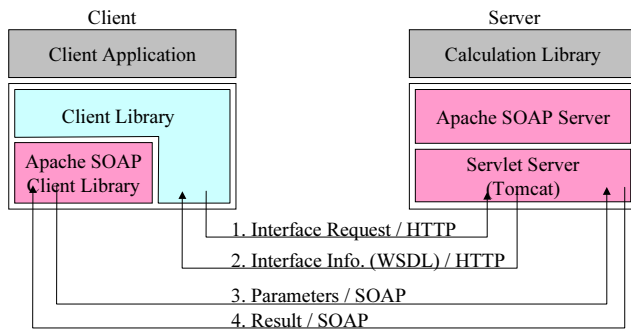 Client
Server
Client Application
Calculation Library
Client Library
Apache SOAP Server
Apache SOAP
Client Library
Servlet Server
(Tomcat)
1. Interface Request / HTTP
2. Interface Info. (WSDL) / HTTP
3. Parameters / SOAP
4. Result / SOAP